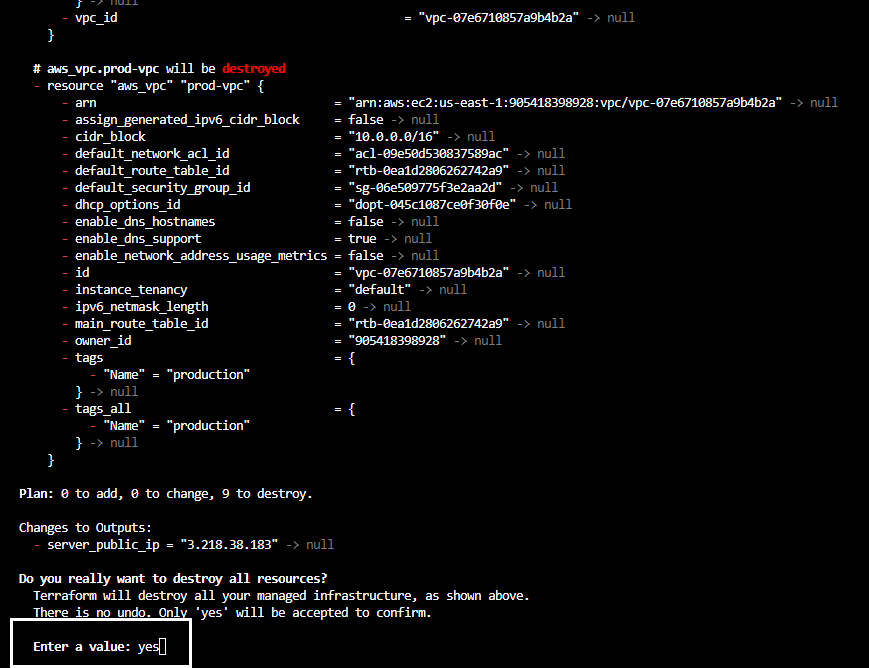 } -> null
- vpc_id = "vpc-07e6710857a9b4b2a" -> null
}
# aws_vpc.prod-vpc will be destroyed
- resource "aws_vpc" "prod-vpc" {
- arn = "arn:aws:ec2:us-east-1:905418398928:vpc/vpc-07e6710857a9b4b2a" -> null
- assign_generated_ipv6_cidr_block = false -> null
- cidr_block = "10.0.0.0/16" -> null
- default_network_acl_id = "acl-09e50d530837589ac" -> null
- default_route_table_id = "rtb-0ea1d2806262742a9" -> null
- default_security_group_id = "sg-06e509775f3e2aa2d" -> null
- dhcp_options_id = "dopt-045c1087ce0f30f0e" -> null
- enable_dns_hostnames = false -> null
- enable_dns_support = true -> null
- enable_network_address_usage_metrics = false -> null
- id = "vpc-07e6710857a9b4b2a" -> null
- instance_tenancy = "default" -> null
- ipv6_netmask_length = 0 -> null
- main_route_table_id = "rtb-0ea1d2806262742a9" -> null
- owner_id = "905418398928" -> null
- tags = {
- "Name" = "production"
} -> null
- tags_all = {
- "Name" = "production"
} -> null
}
Plan: 0 to add, 0 to change, 9 to destroy.
Changes to Outputs:
- server_public_ip = "3.218.38.183" -> null
Do you really want to destroy all resources?
Terraform will destroy all your managed infrastructure, as shown above.
There is no undo. Only 'yes' will be accepted to confirm.
Enter a value: yes